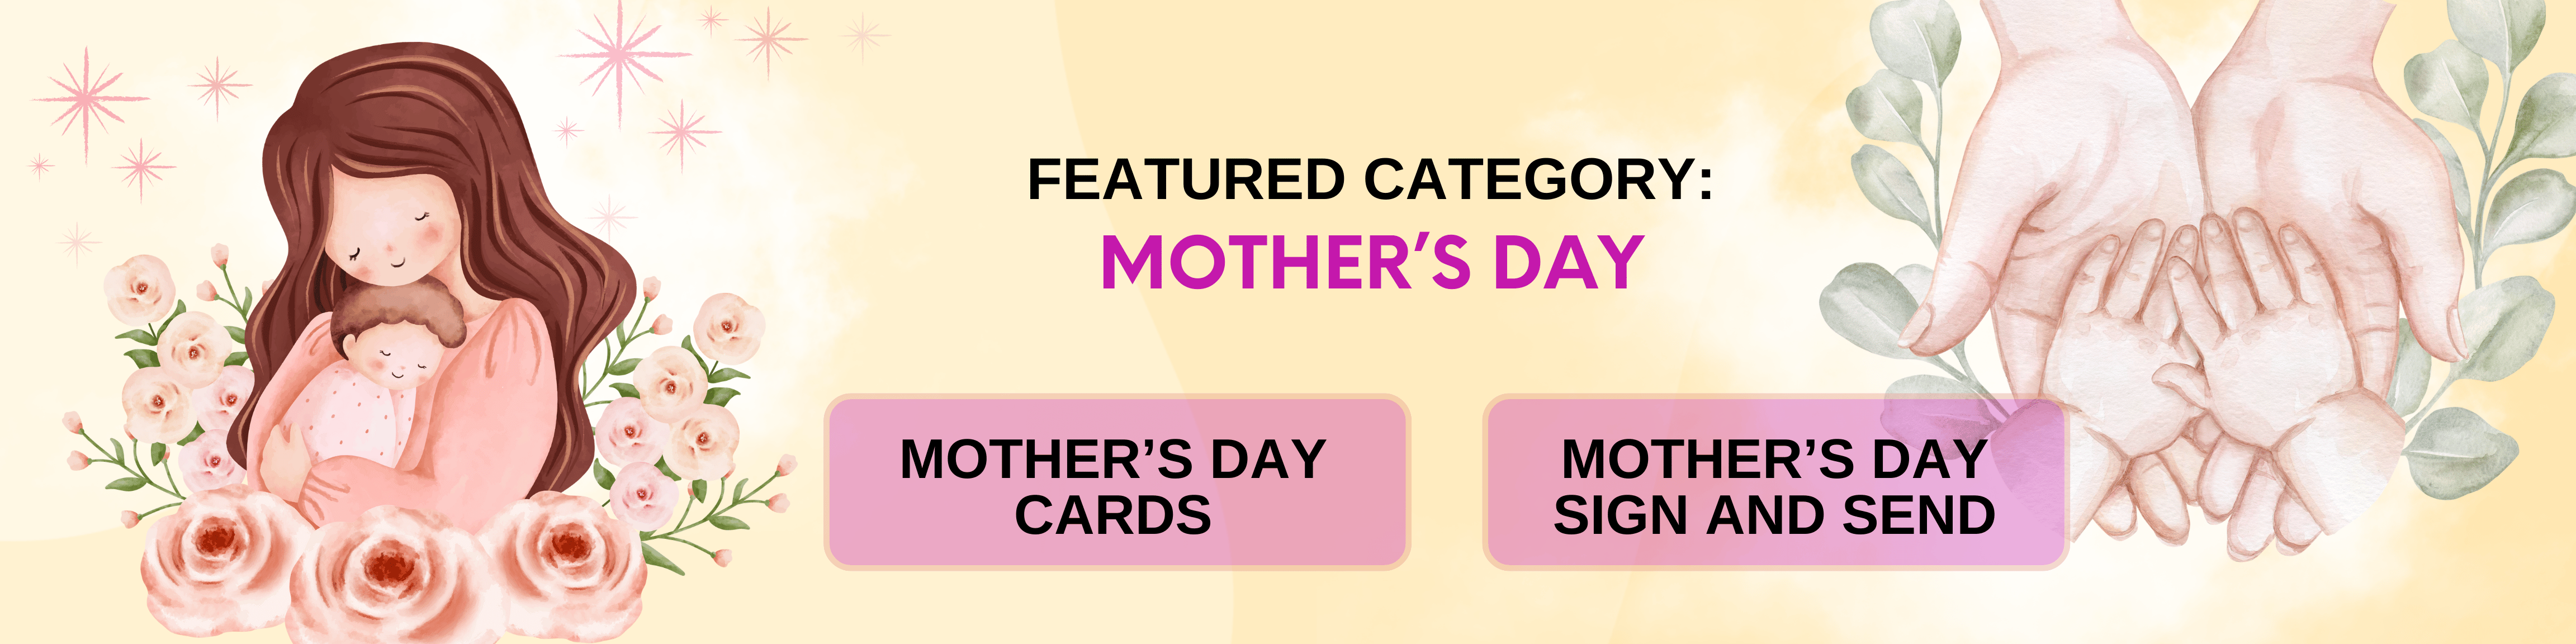 FEATURED CATEGORY:
MOTHER’S DAY
MOTHER’S DAY
CARDS
MOTHER’S DAY
SIGN AND SEND